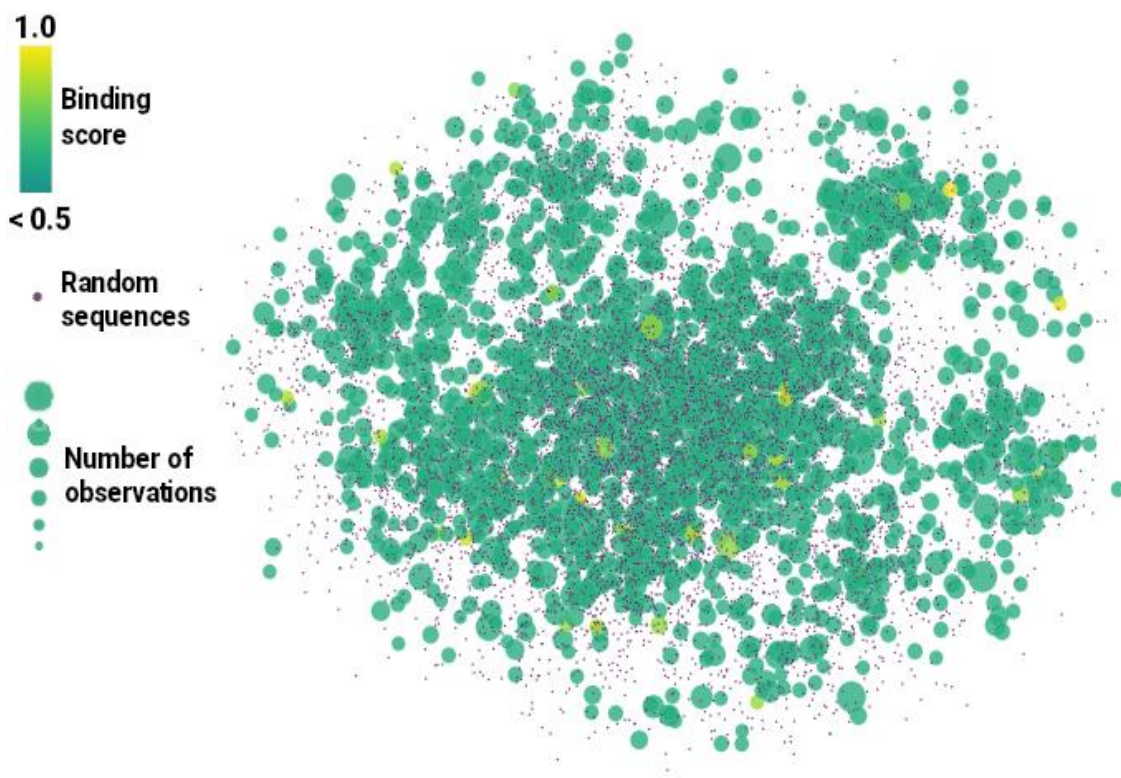 1.0
Binding
score
< 0.5
Random
sequences
Number of
observations